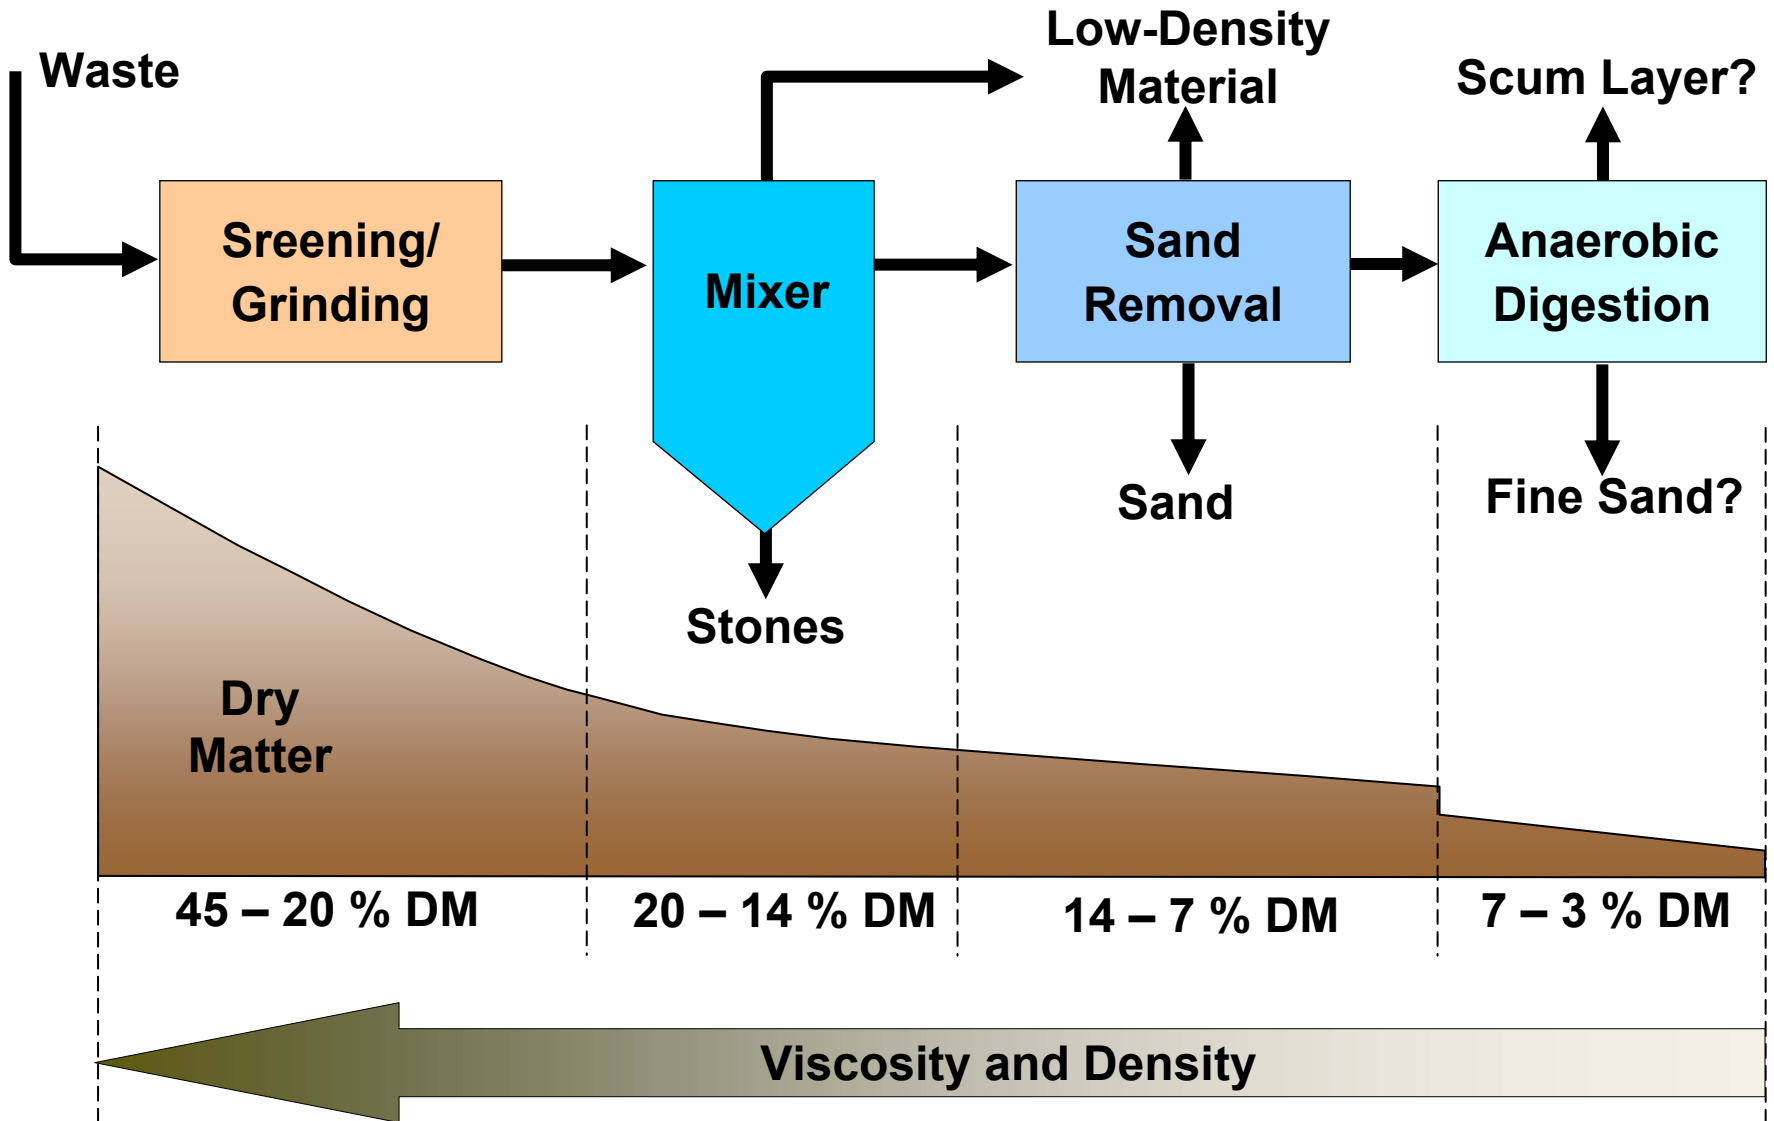 Waste
Low-Density
Material
Scum Layer?
Sreening/
Grinding
Mixer
Sand
Removal
Anaerobic
Digestion
Stones
Sand
Fine Sand?
Dry
Matter
45 – 20 % DM
20 – 14 % DM
14 – 7 % DM
7 – 3 % DM
Viscosity and Density